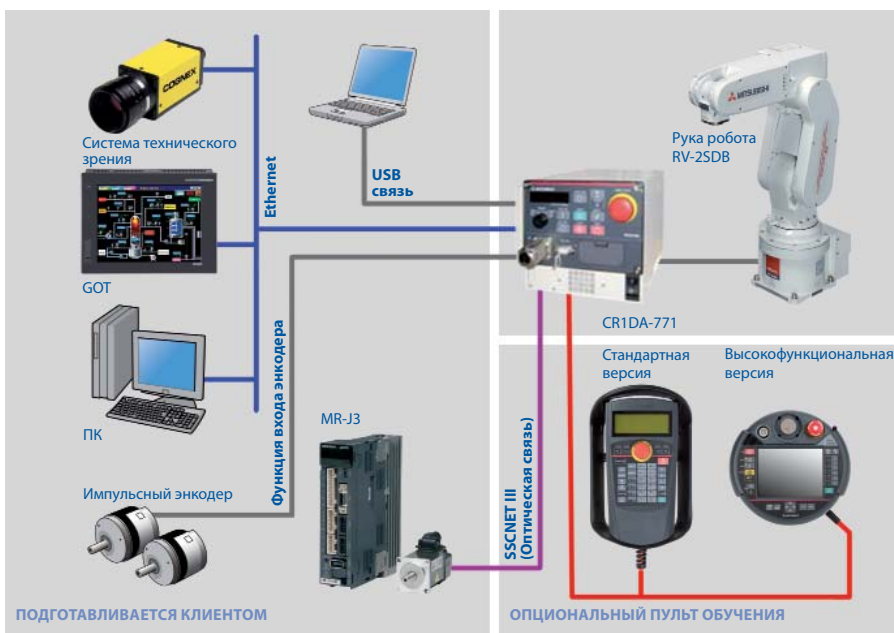 COGNEX
Система технического
зрения
GOT
ПК
Импульсный энкодер
Ethernet
USB
связь
Функция входа энкодера
MR-J3
SSCNET III
(Оптическая связь)
ПОДГОТАВЛИВАЕТСЯ КЛИЕНТОМ
MITSUBISHI
Рука робота
RV-2SDB
CR1DA-771
Стандартная
версия
Высокофункциональная
версия
ОПЦИОНАЛЬНЫЙ ПУЛЬТ ОБУЧЕНИЯ